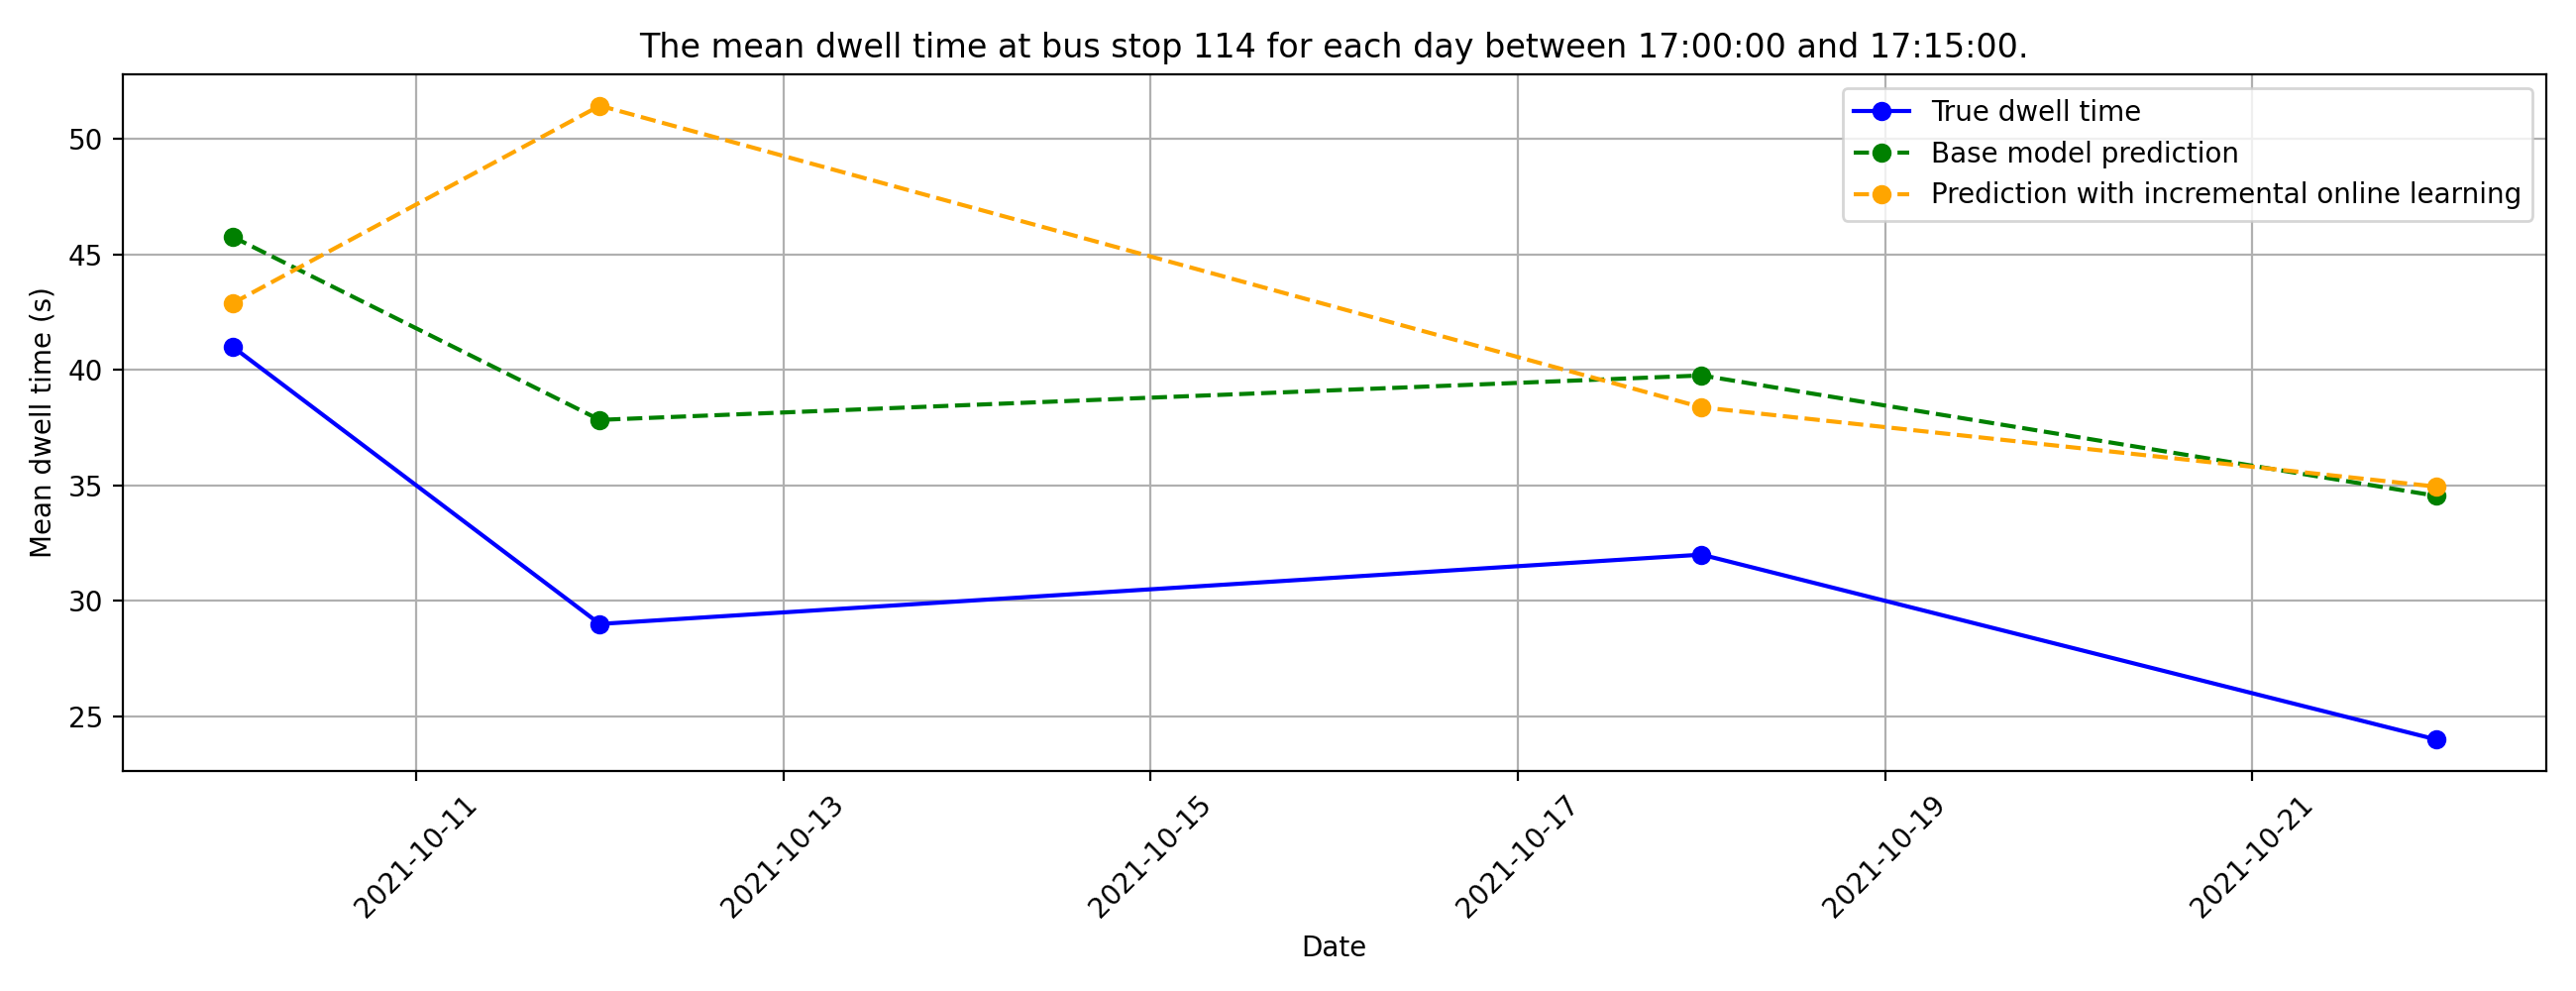 The mean dwell time at bus stop 114 for each day between 17:00:00 and 17:15:00.
True dwell time
Base model prediction
Prediction with incremental online learning
Mean dwell time (s)
50
45
40
35
30
25
2021-10-11
2021-10-13
2021-10-15
2021-10-17
2021-10-19
2021-10-21
Date